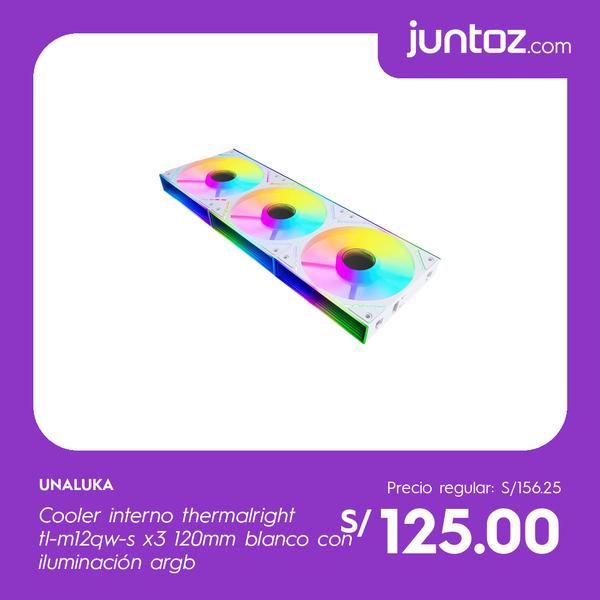 juntoz.com
UNALUKA
Cooler interno thermalright
tl-m12qw-s x3 120mm blanco con
iluminación argb
Precio regular: S/156.25
S/125.00